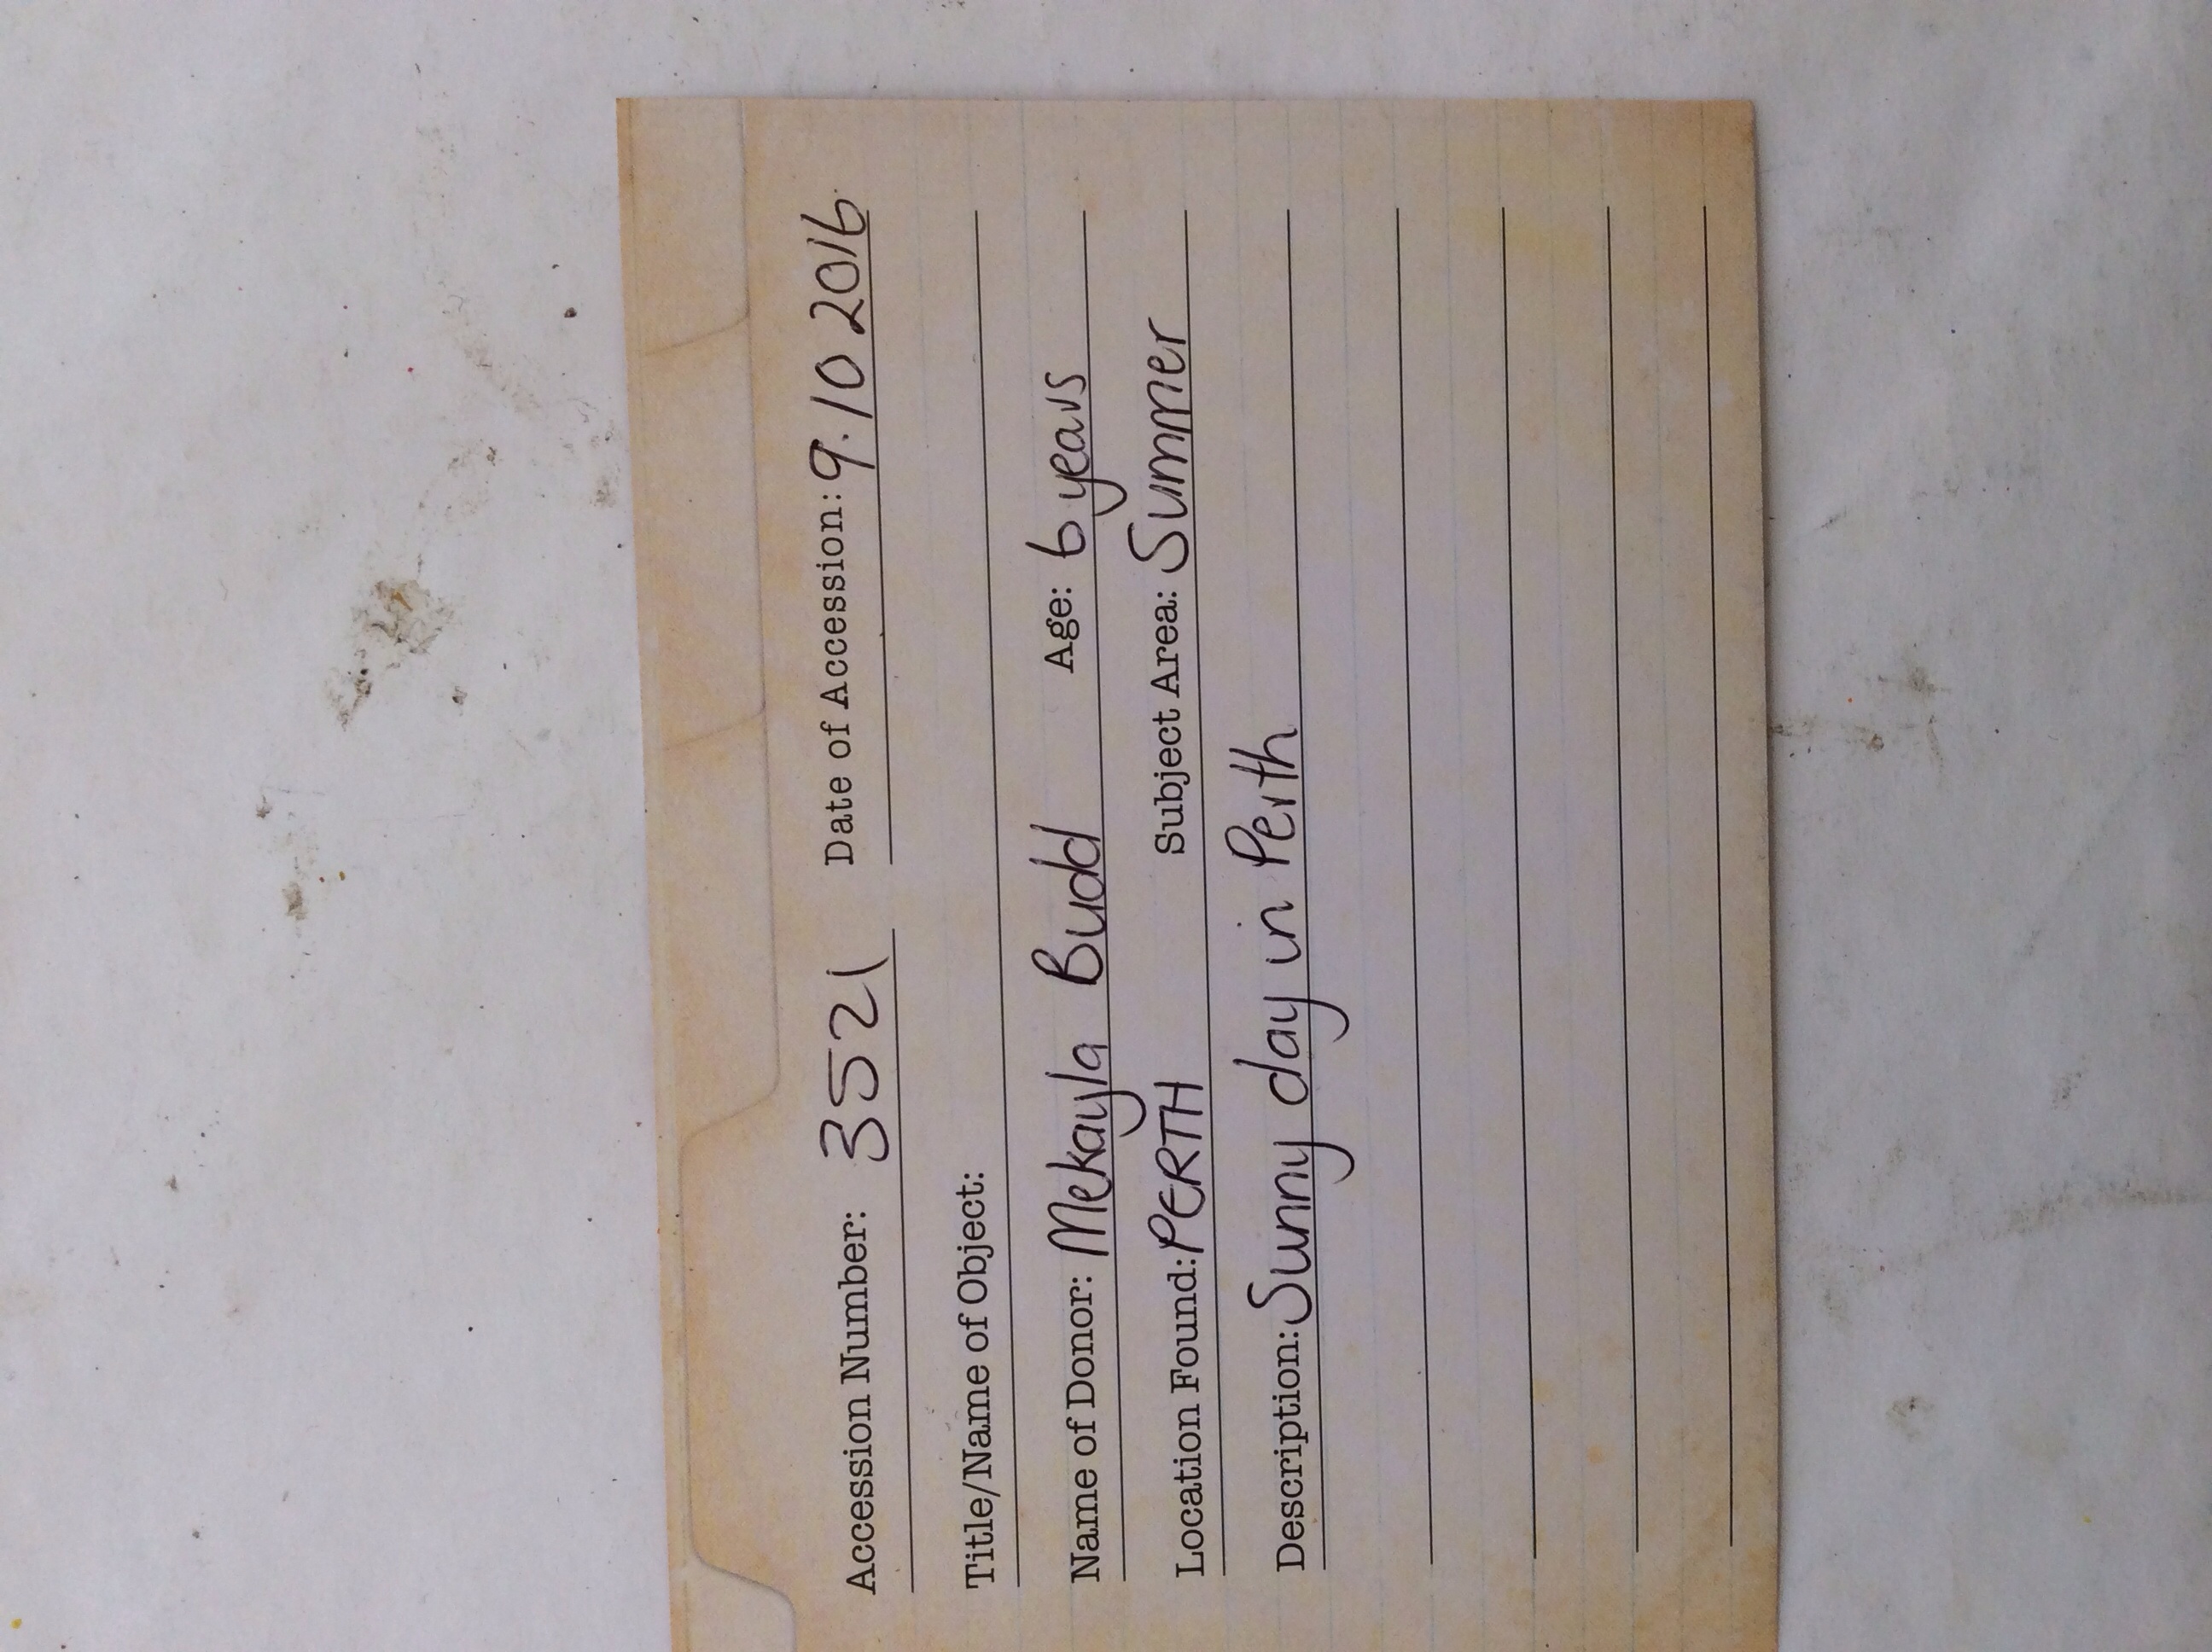 Accession Number: 3521 Date of Accession: 9.10 2016
Title/Name of Object:
Name of Donor: Mekayla Budd Age: 6 years
Location Found: PERTH Subject Area: Summer
Description: Sunny day in Perth